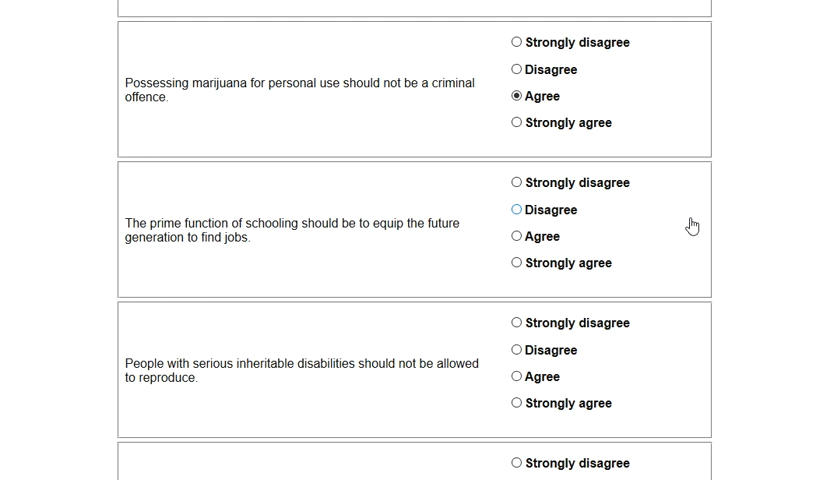 Strongly disagree
Disagree
Possessing marijuana for personal use should not be a criminal
offence.
Agree
Strongly agree
Strongly disagree
Disagree
The prime function of schooling should be to equip the future
generation to find jobs.
Agree
Strongly agree
Strongly disagree
Disagree
People with serious inheritable disabilities should not be allowed
to reproduce.
Agree
Strongly agree
Strongly disagree